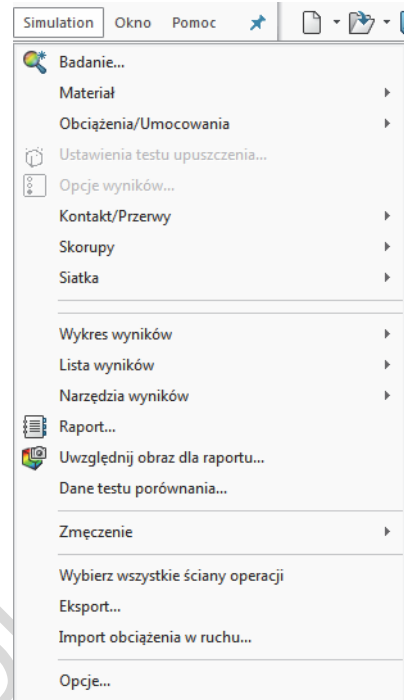 Simulation Okno Pomoc
Badanie...
Materiał
Obciążenia/Umocowania
Ustawienia testu upuszczenia...
Opcje wyników...
Kontakt/Przerwy
Skorupy
Siatka
Wykres wyników
Lista wyników
Narzędzia wyników
Raport...
Uwzględnij obraz dla raportu...
Dane testu porównania...
Zmęczenie
Wybierz wszystkie ściany operacji
Eksport...
Import obciążenia w ruchu...
Opcje...